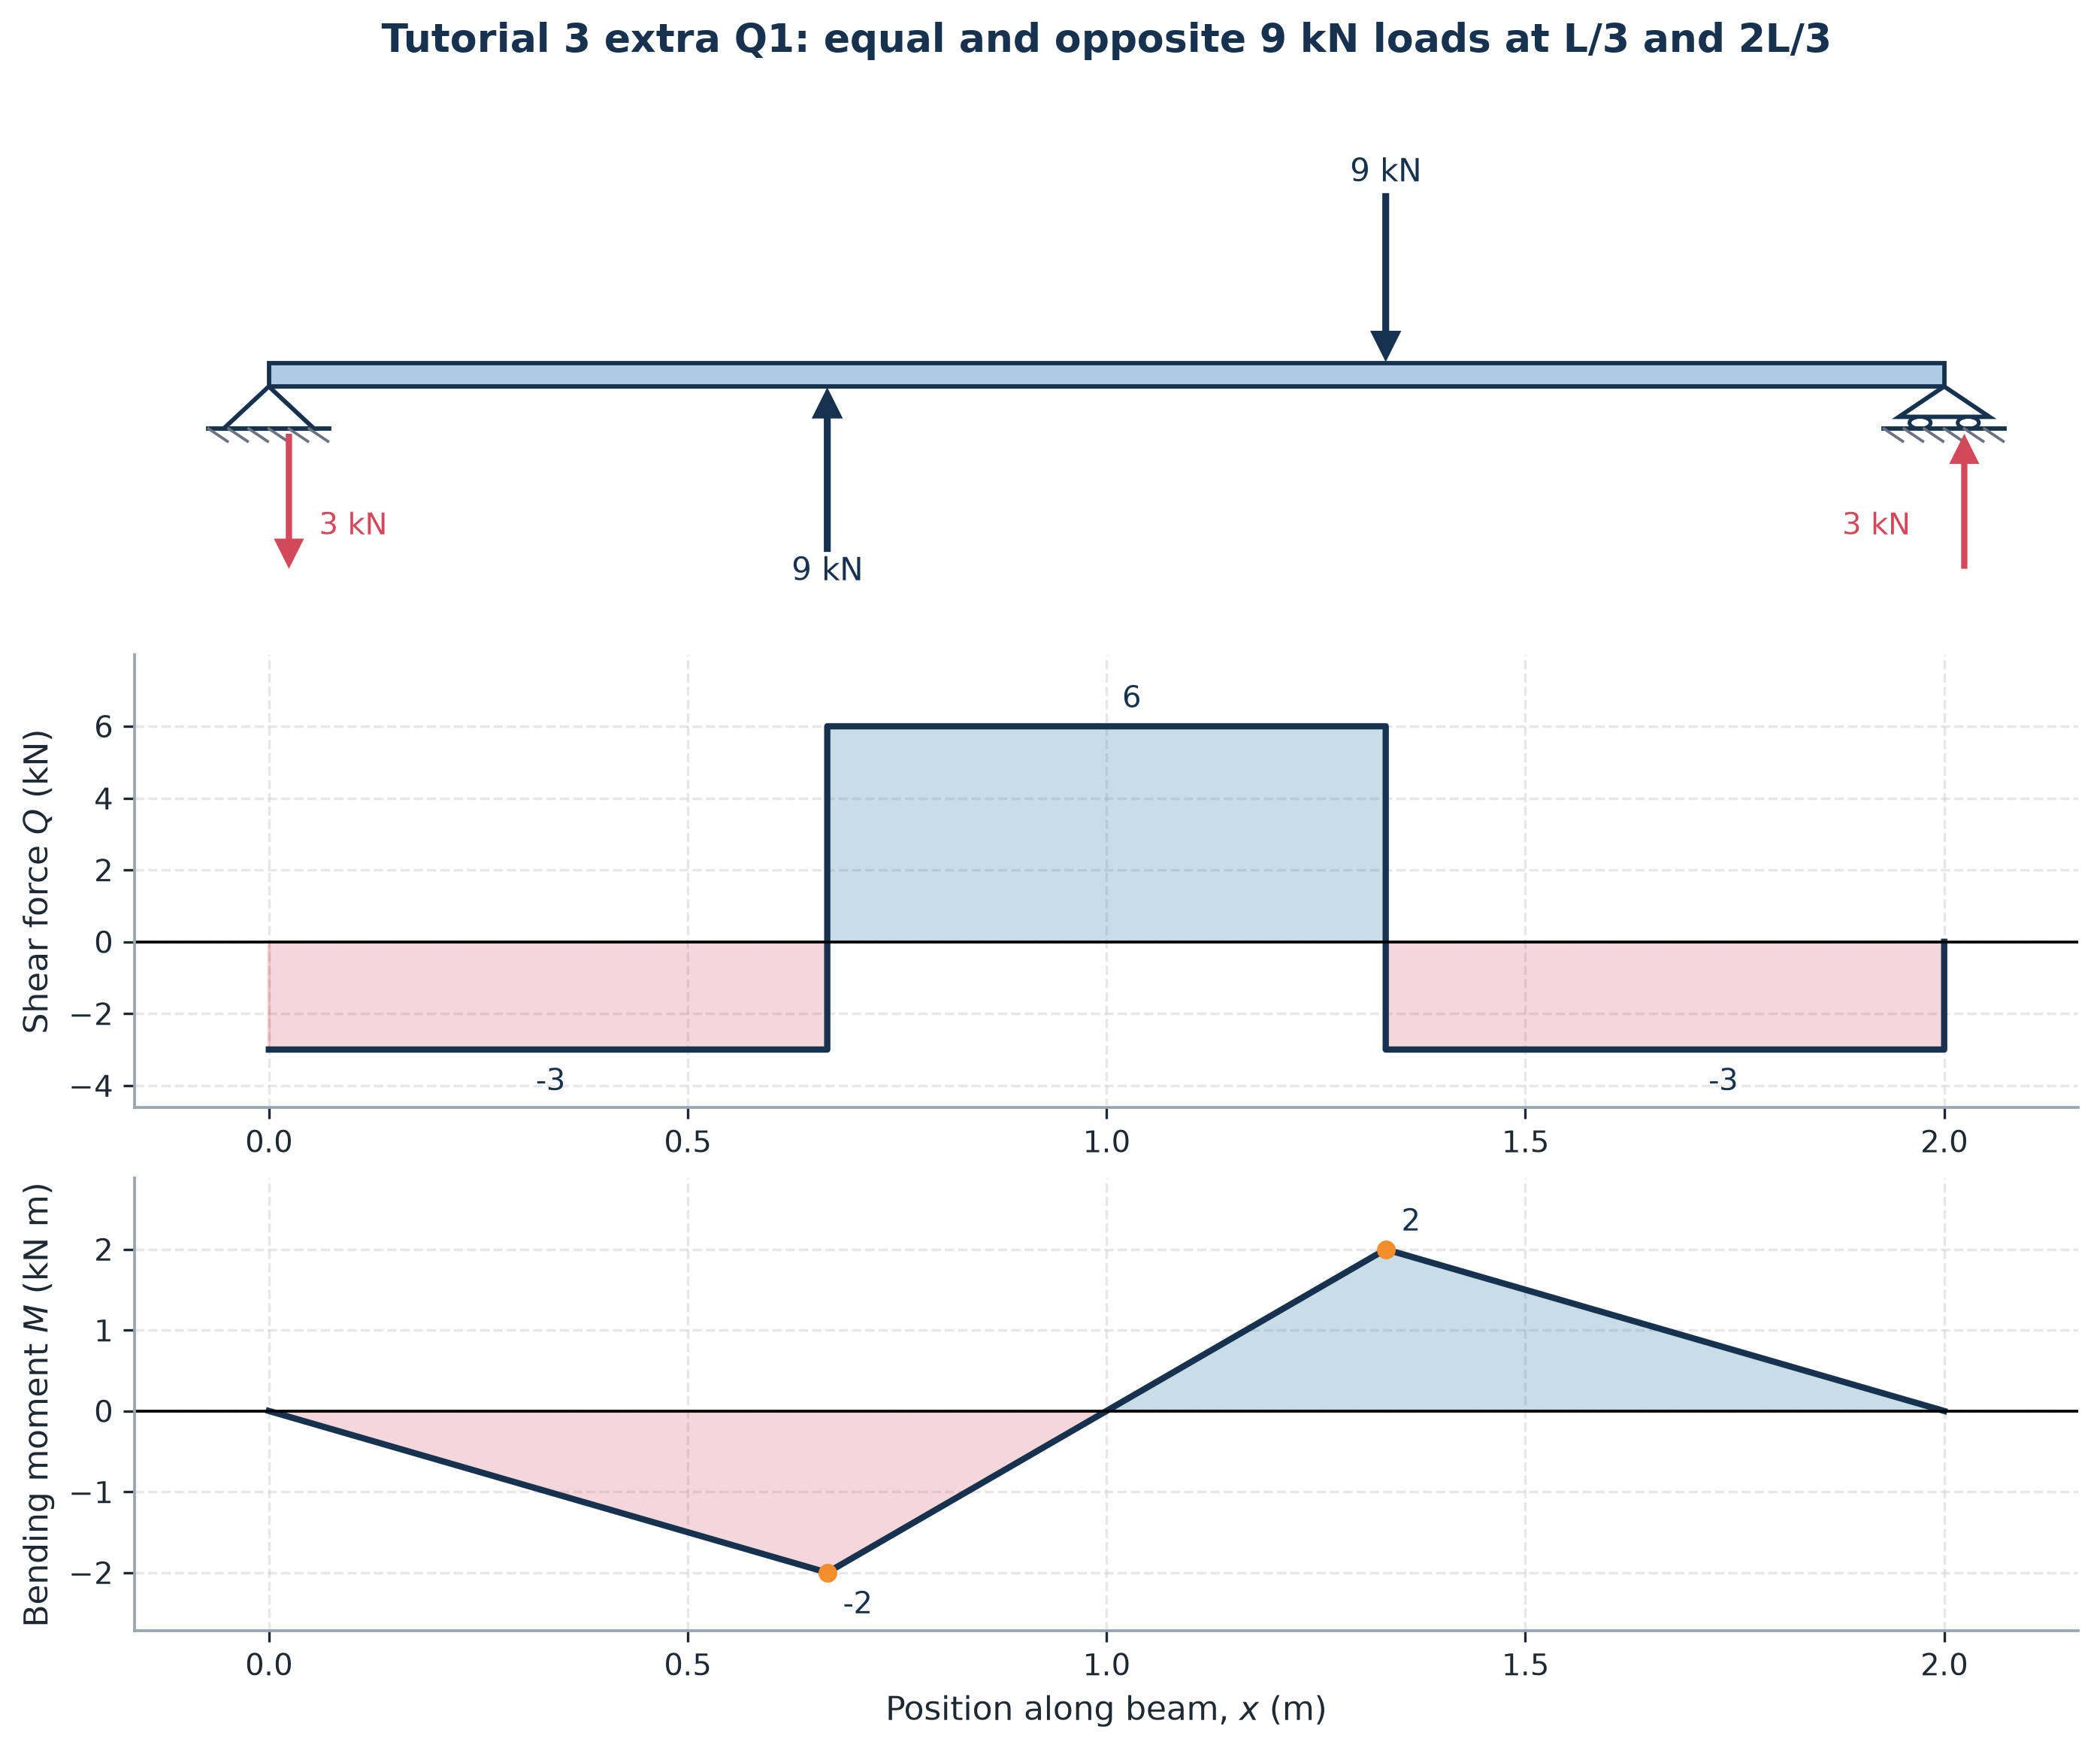 Tutorial 3 extra Q1: equal and opposite 9 kN loads at L/3 and 2L/3
9 kN
3 kN
3 kN
9 kN
Shear force Q (kN)
6
6
4
2
0
−2
−4
-3
-3
0.0 0.5 1.0 1.5 2.0
Bending moment M (kN m)
2
2
1
0
−1
−2
-2
0.0 0.5 1.0 1.5 2.0
Position along beam, x (m)